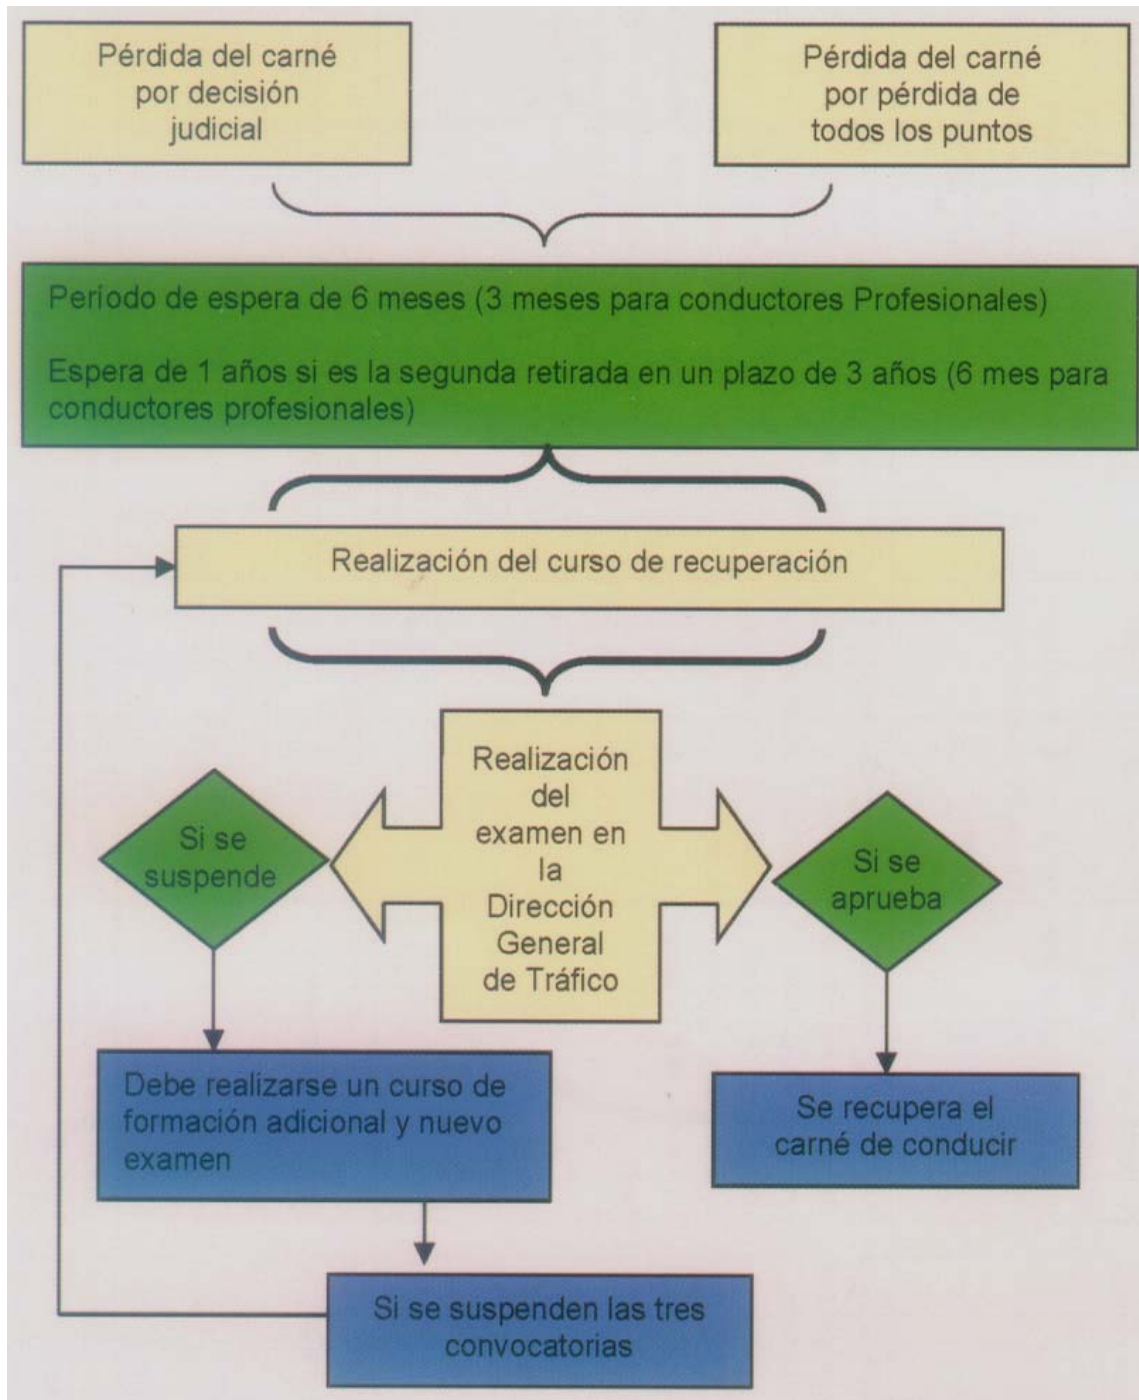 Pérdida del carné
por decisión
judicial
Pérdida del carné
por pérdida de
todos los puntos
Período de espera de 6 meses (3 meses para conductores Profesionales)
Espera de 1 años si es la segunda retirada en un plazo de 3 años (6 mes para
conductores profesionales)
Realización del curso de recuperación
Realización
del
examen en
la
Dirección
General
de Tráfico
Si se
suspende
Si se
aprueba
Debe realizarse un curso de
formación adicional y nuevo
examen
Se recupera el
carné de conducir
Si se suspenden las tres
convocatorias